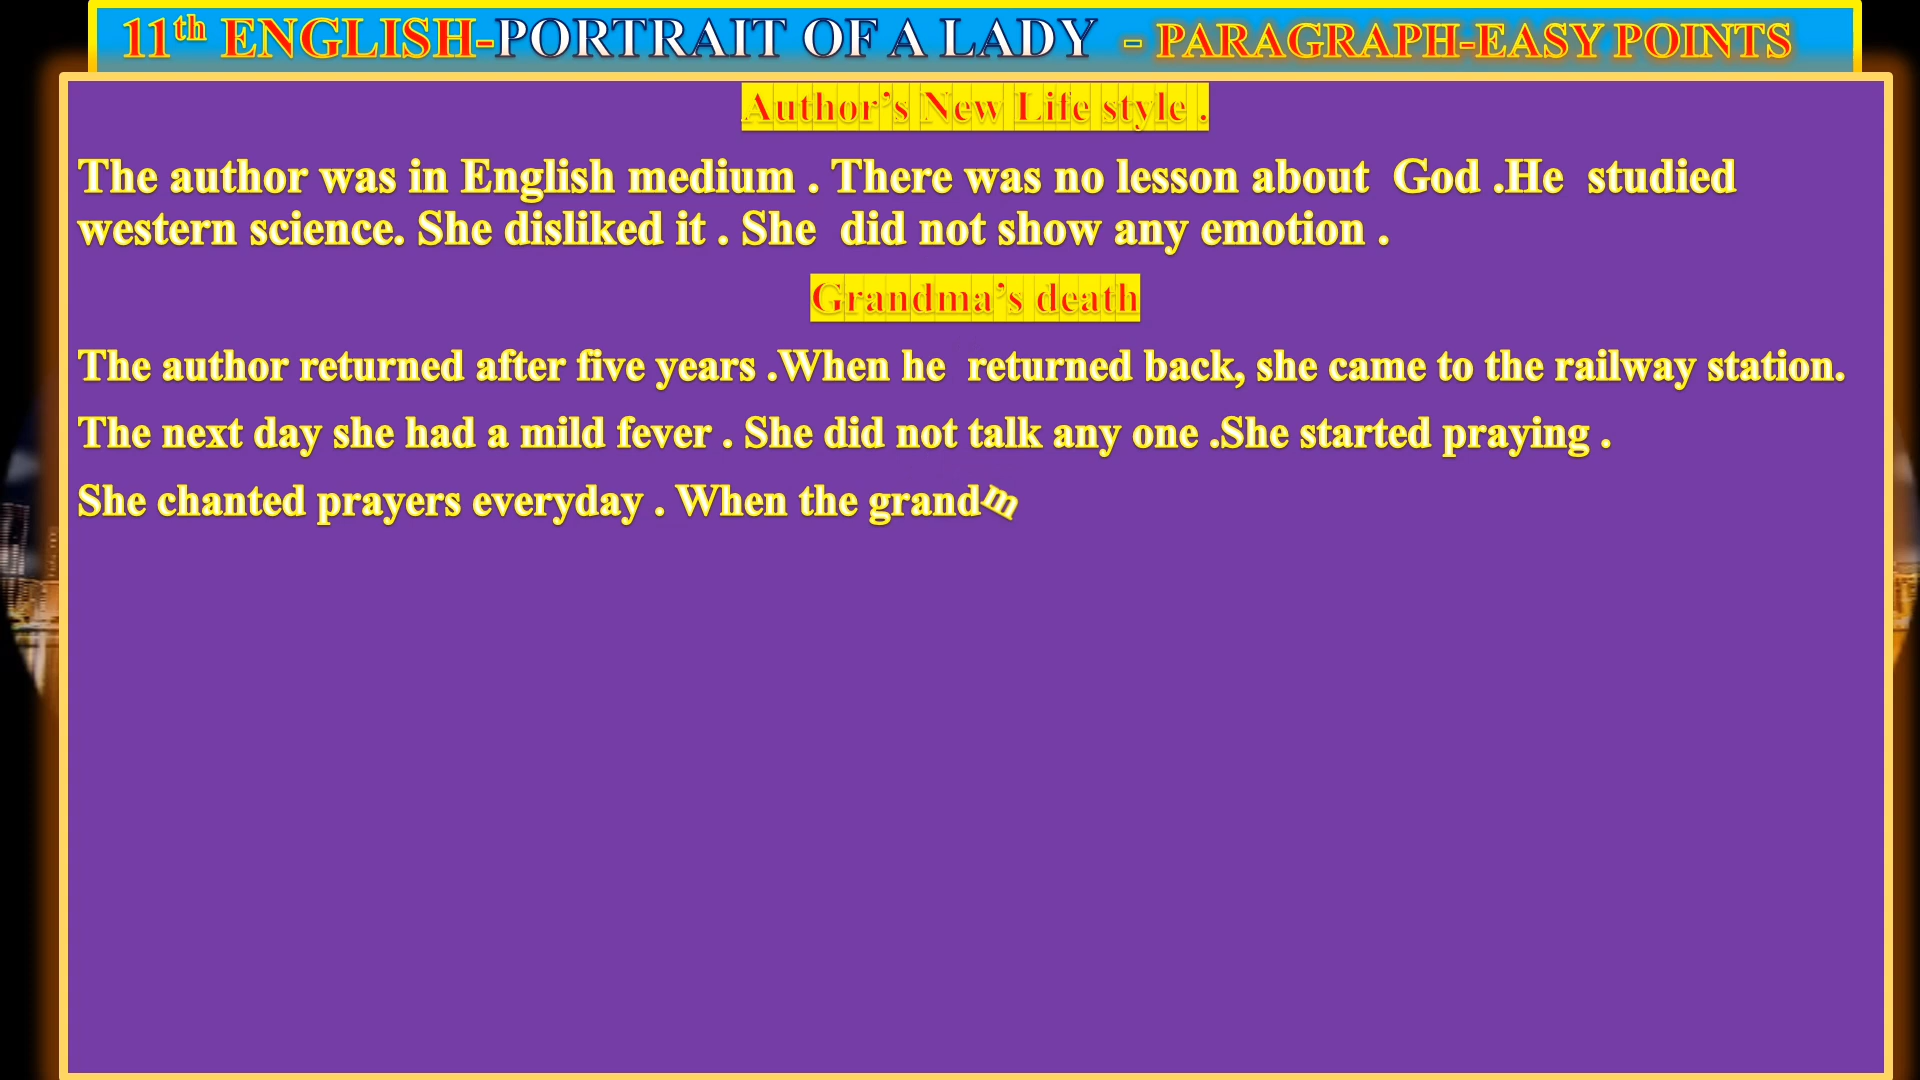 11th ENGLISH-PORTRAIT OF A LADY - PARAGRAPH-EASY POINTS
Author’s New Life style .
The author was in English medium . There was no lesson about God .He studied
western science. She disliked it . She did not show any emotion .
Grandma’s death
The author returned after five years .When he returned back, she came to the railway station.
The next day she had a mild fever . She did not talk any one .She started praying .
She chanted prayers everyday . When the grandm